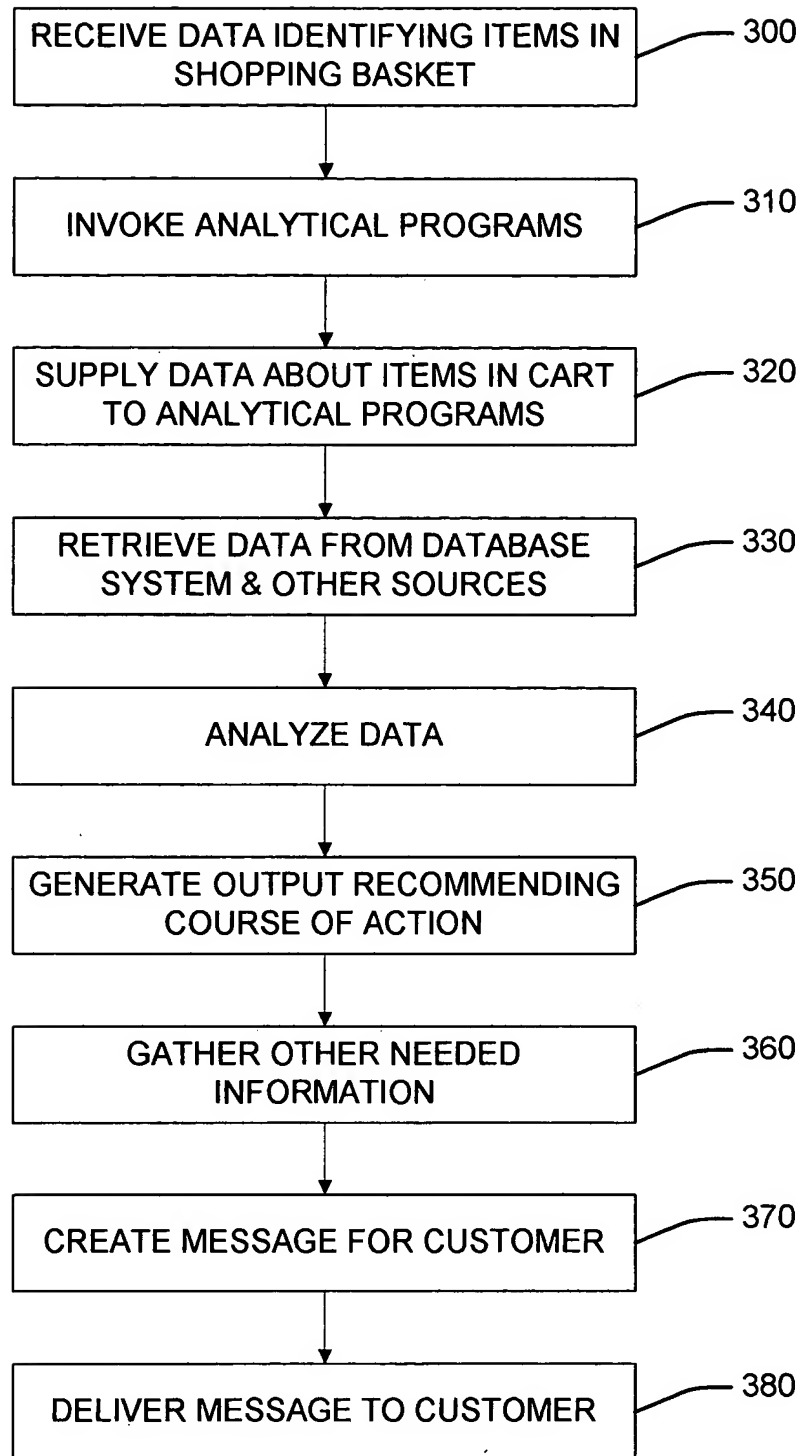 RECEIVE DATA IDENTIFYING ITEMS IN
SHOPPING BASKET
300
INVOKE ANALYTICAL PROGRAMS
310
SUPPLY DATA ABOUT ITEMS IN CART
TO ANALYTICAL PROGRAMS
320
RETRIEVE DATA FROM DATABASE
SYSTEM & OTHER SOURCES
330
ANALYZE DATA
340
GENERATE OUTPUT RECOMMENDING
COURSE OF ACTION
350
GATHER OTHER NEEDED
INFORMATION
360
CREATE MESSAGE FOR CUSTOMER
370
DELIVER MESSAGE TO CUSTOMER
380